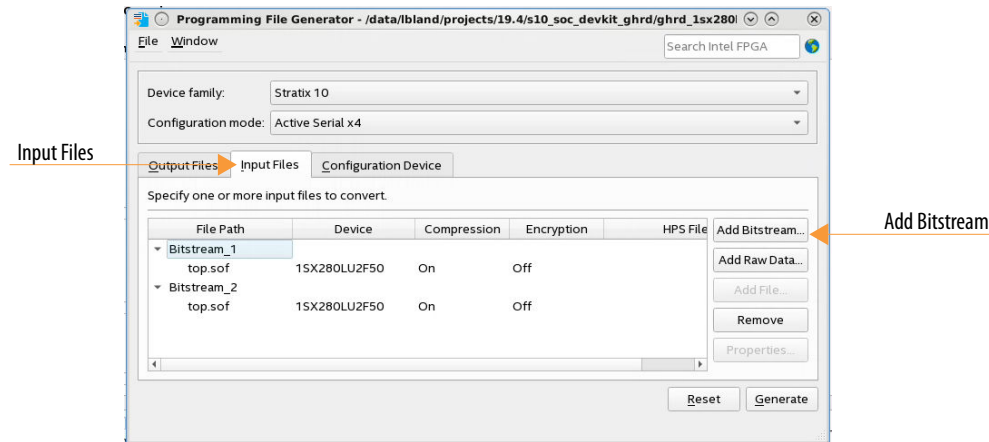 Programming File Generator - /data/lbland/projects/19.4/s10_soc_devkit_ghrd/ghrd_1sx280
File Window
Search Intel FPGA
Device family: Stratix 10
Configuration mode: Active Serial x4
Input Files
Output Files Input Files Configuration Device
Specify one or more input files to convert.
File Path Device Compression Encryption HPS File
Add Bitstream...
Add Bitstream
Bitstream_1
top.sof 1SX280LU2F50 On Off
Add Raw Data...
Bitstream_2
Add File...
top.sof 1SX280LU2F50 On Off
Remove
Properties...
Reset Generate